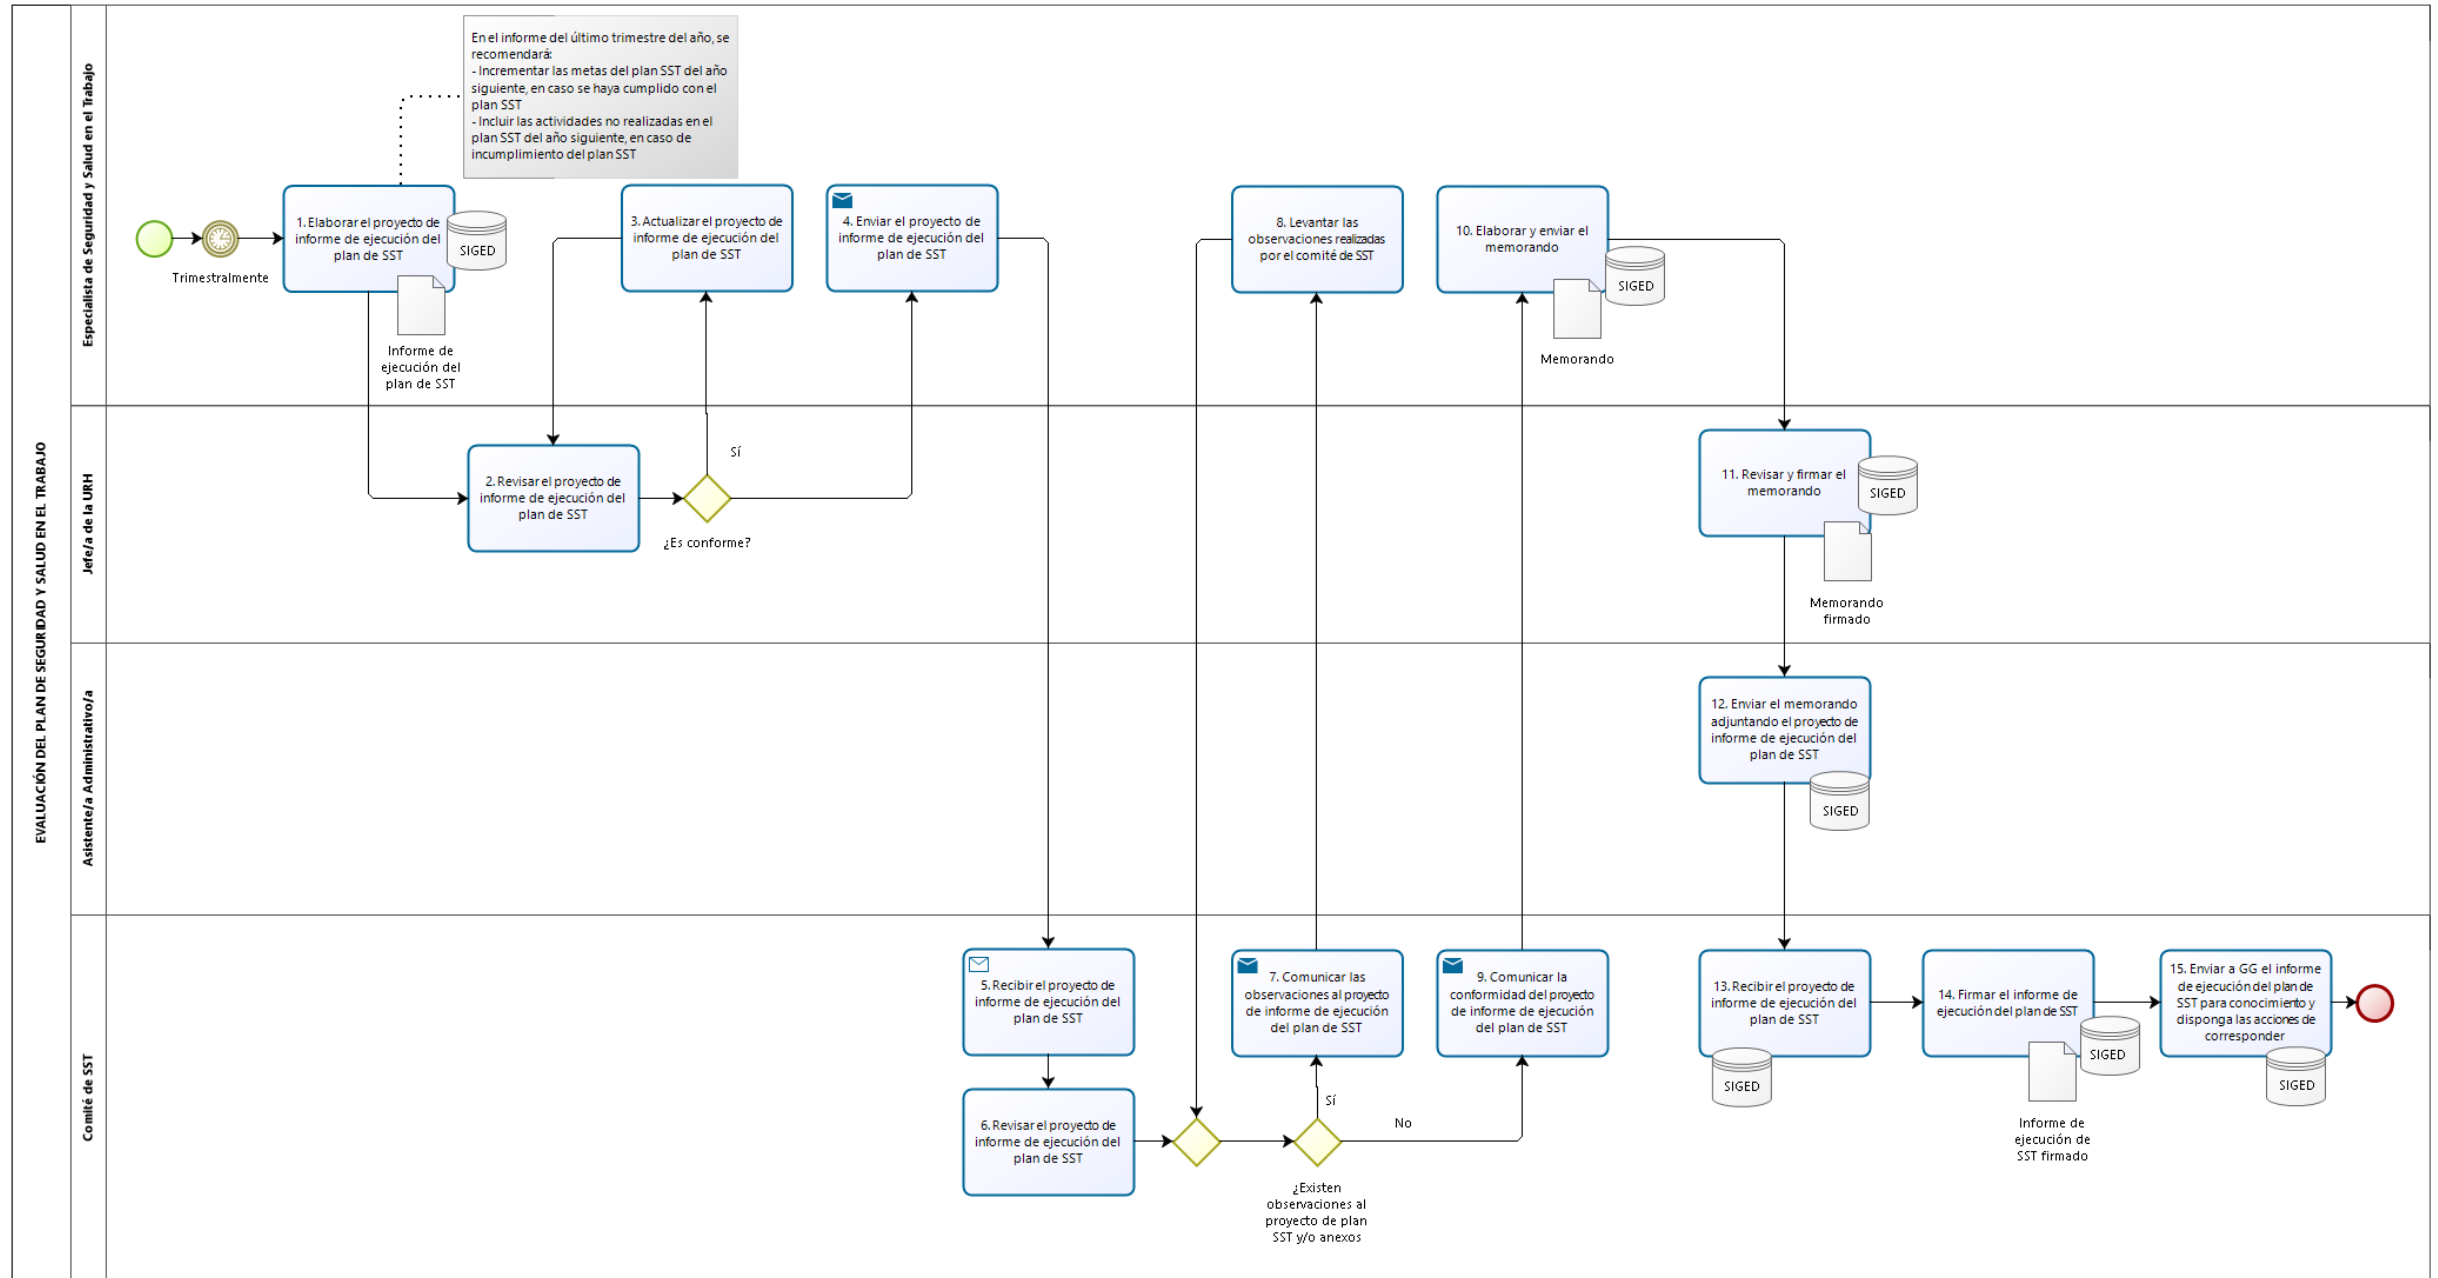 EVALUACIÓN DEL PLAN DE SEGURIDAD Y SALUD EN EL TRABAJO
Especialista de Seguridad y Salud en el Trabajo
En el informe del último trimestre del año, se
recomendará:
- Incrementar las metas del plan SST del año
siguiente, en caso se haya cumplido con el
plan SST
- Incluir las actividades no realizadas en el
plan SST del año siguiente, en caso de
incumplimiento del plan SST
Trimestralmente
1. Elaborar el proyecto de
informe de ejecución del
plan de SST
SIGED
Informe de
ejecución del
plan de SST
3. Actualizar el proyecto de
informe de ejecución del
plan de SST
4. Enviar el proyecto de
informe de ejecución del
plan de SST
8. Levantar las
observaciones realizadas
por el comité de SST
10. Elaborar y enviar el
memorando
SIGED
Memorando
Jefe/a de la URH
2. Revisar el proyecto de
informe de ejecución del
plan de SST
¿Es conforme?
Sí
11. Revisar y firmar el
memorando
SIGED
Memorando
firmado
Asistente/a Administrativo/a
12. Enviar el memorando
adjuntando el proyecto de
informe de ejecución del
plan de SST
SIGED
Comité de SST
5. Recibir el proyecto de
informe de ejecución del
plan de SST
6. Revisar el proyecto de
informe de ejecución del
plan de SST
7. Comunicar las
observaciones al proyecto
de informe de ejecución
del plan de SST
Sí
No
¿Existen
observaciones al
proyecto de plan
SST y/o anexos
9. Comunicar la
conformidad del proyecto
de informe de ejecución
del plan de SST
13. Recibir el proyecto de
informe de ejecución del
plan de SST
SIGED
14. Firmar el informe de
ejecución del plan de SST
SIGED
Informe de
ejecución de
SST firmado
15. Enviar a GG el informe
de ejecución del plan de
SST para conocimiento y
disponga las acciones de
corresponder
SIGED